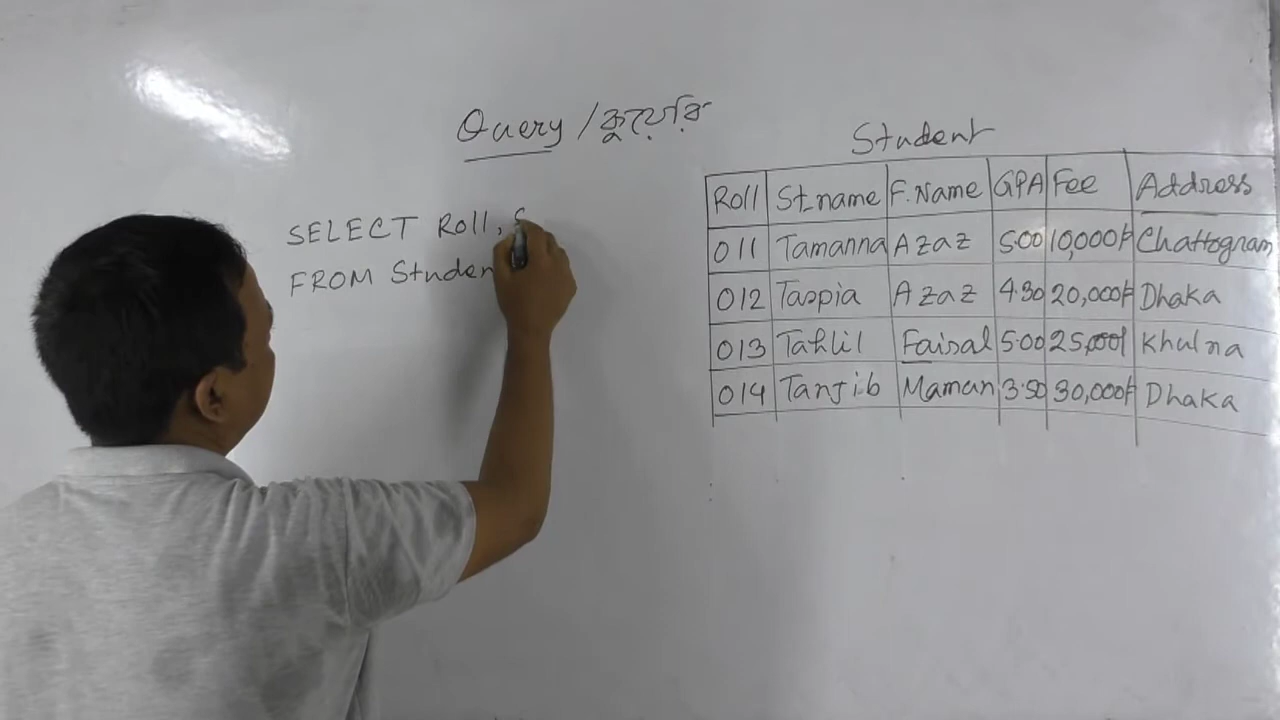 Query / কুয়েরি
SELECT Roll, S
FROM Studen
Student
Roll St_name F.Name GPA Fee Address
011 Tamanna Azaz 5.00 10,000/- Chattogram
012 Taspia Azaz 4.30 20,000/- Dhaka
013 Tahlil Faisal 5.00 25,000/- Khulna
014 Tanjib Maman 3.50 30,000/- Dhaka